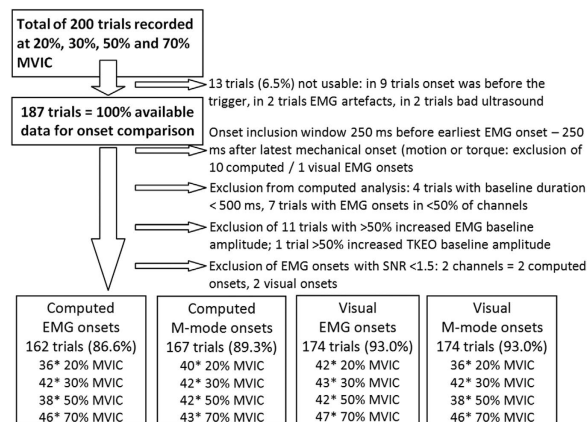 Total of 200 trials recorded
at 20%, 30%, 50% and 70%
MVIC
13 trials (6.5%) not usable: in 9 trials onset was before the
trigger, in 2 trials EMG artefacts, in 2 trials bad ultrasound
187 trials = 100% available
data for onset comparison
Onset inclusion window 250 ms before earliest EMG onset – 250
ms after latest mechanical onset (motion or torque: exclusion of
10 computed / 1 visual EMG onsets
Exclusion from computed analysis: 4 trials with baseline duration
< 500 ms, 7 trials with EMG onsets in <50% of channels
Exclusion of 11 trials with >50% increased EMG baseline
amplitude; 1 trial >50% increased TKEO baseline amplitude
Exclusion of EMG onsets with SNR <1.5: 2 channels = 2 computed
onsets, 2 visual onsets
Computed
EMG onsets
162 trials (86.6%)
36* 20% MVIC
42* 30% MVIC
38* 50% MVIC
46* 70% MVIC
Computed
M-mode onsets
167 trials (89.3%)
40* 20% MVIC
42* 30% MVIC
42* 50% MVIC
43* 70% MVIC
Visual
EMG onsets
174 trials (93.0%)
42* 20% MVIC
43* 30% MVIC
42* 50% MVIC
47* 70% MVIC
Visual
M-mode onsets
174 trials (93.0%)
36* 20% MVIC
42* 30% MVIC
38* 50% MVIC
46* 70% MVIC